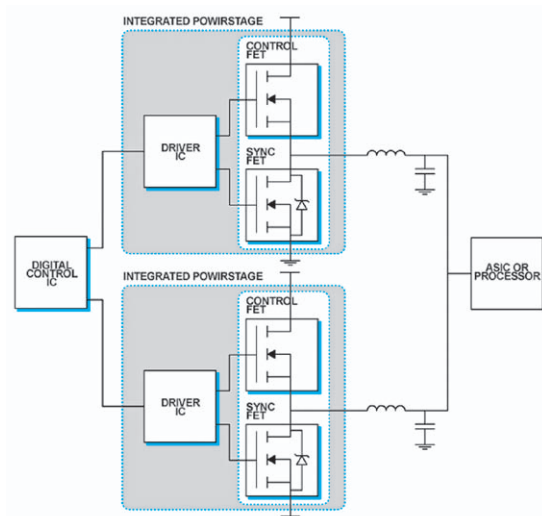 INTEGRATED POWIRSTAGE
CONTROL
FET
DRIVER
IC
SYNC
FET
DIGITAL
CONTROL
IC
ASIC OR
PROCESSOR
INTEGRATED POWIRSTAGE
CONTROL
FET
DRIVER
IC
SYNC
FET